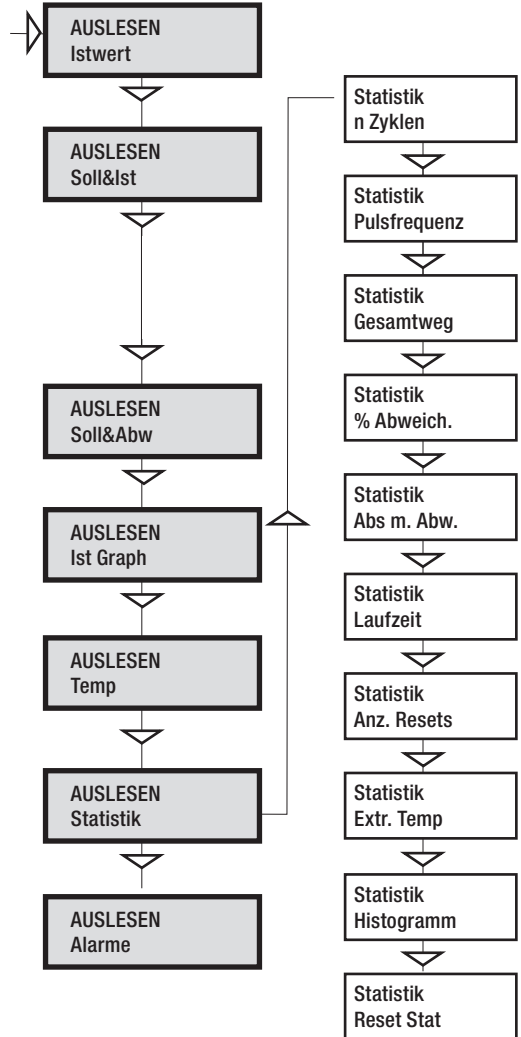 AUSLESEN
Istwert
AUSLESEN
Soll&Ist
AUSLESEN
Soll&Abw
AUSLESEN
Ist Graph
AUSLESEN
Temp
AUSLESEN
Statistik
AUSLESEN
Alarme
Statistik
n Zyklen
Statistik
Pulsfrequenz
Statistik
Gesamtweg
Statistik
% Abweich.
Statistik
Abs m. Abw.
Statistik
Laufzeit
Statistik
Anz. Resets
Statistik
Extr. Temp
Statistik
Histogramm
Statistik
Reset Stat